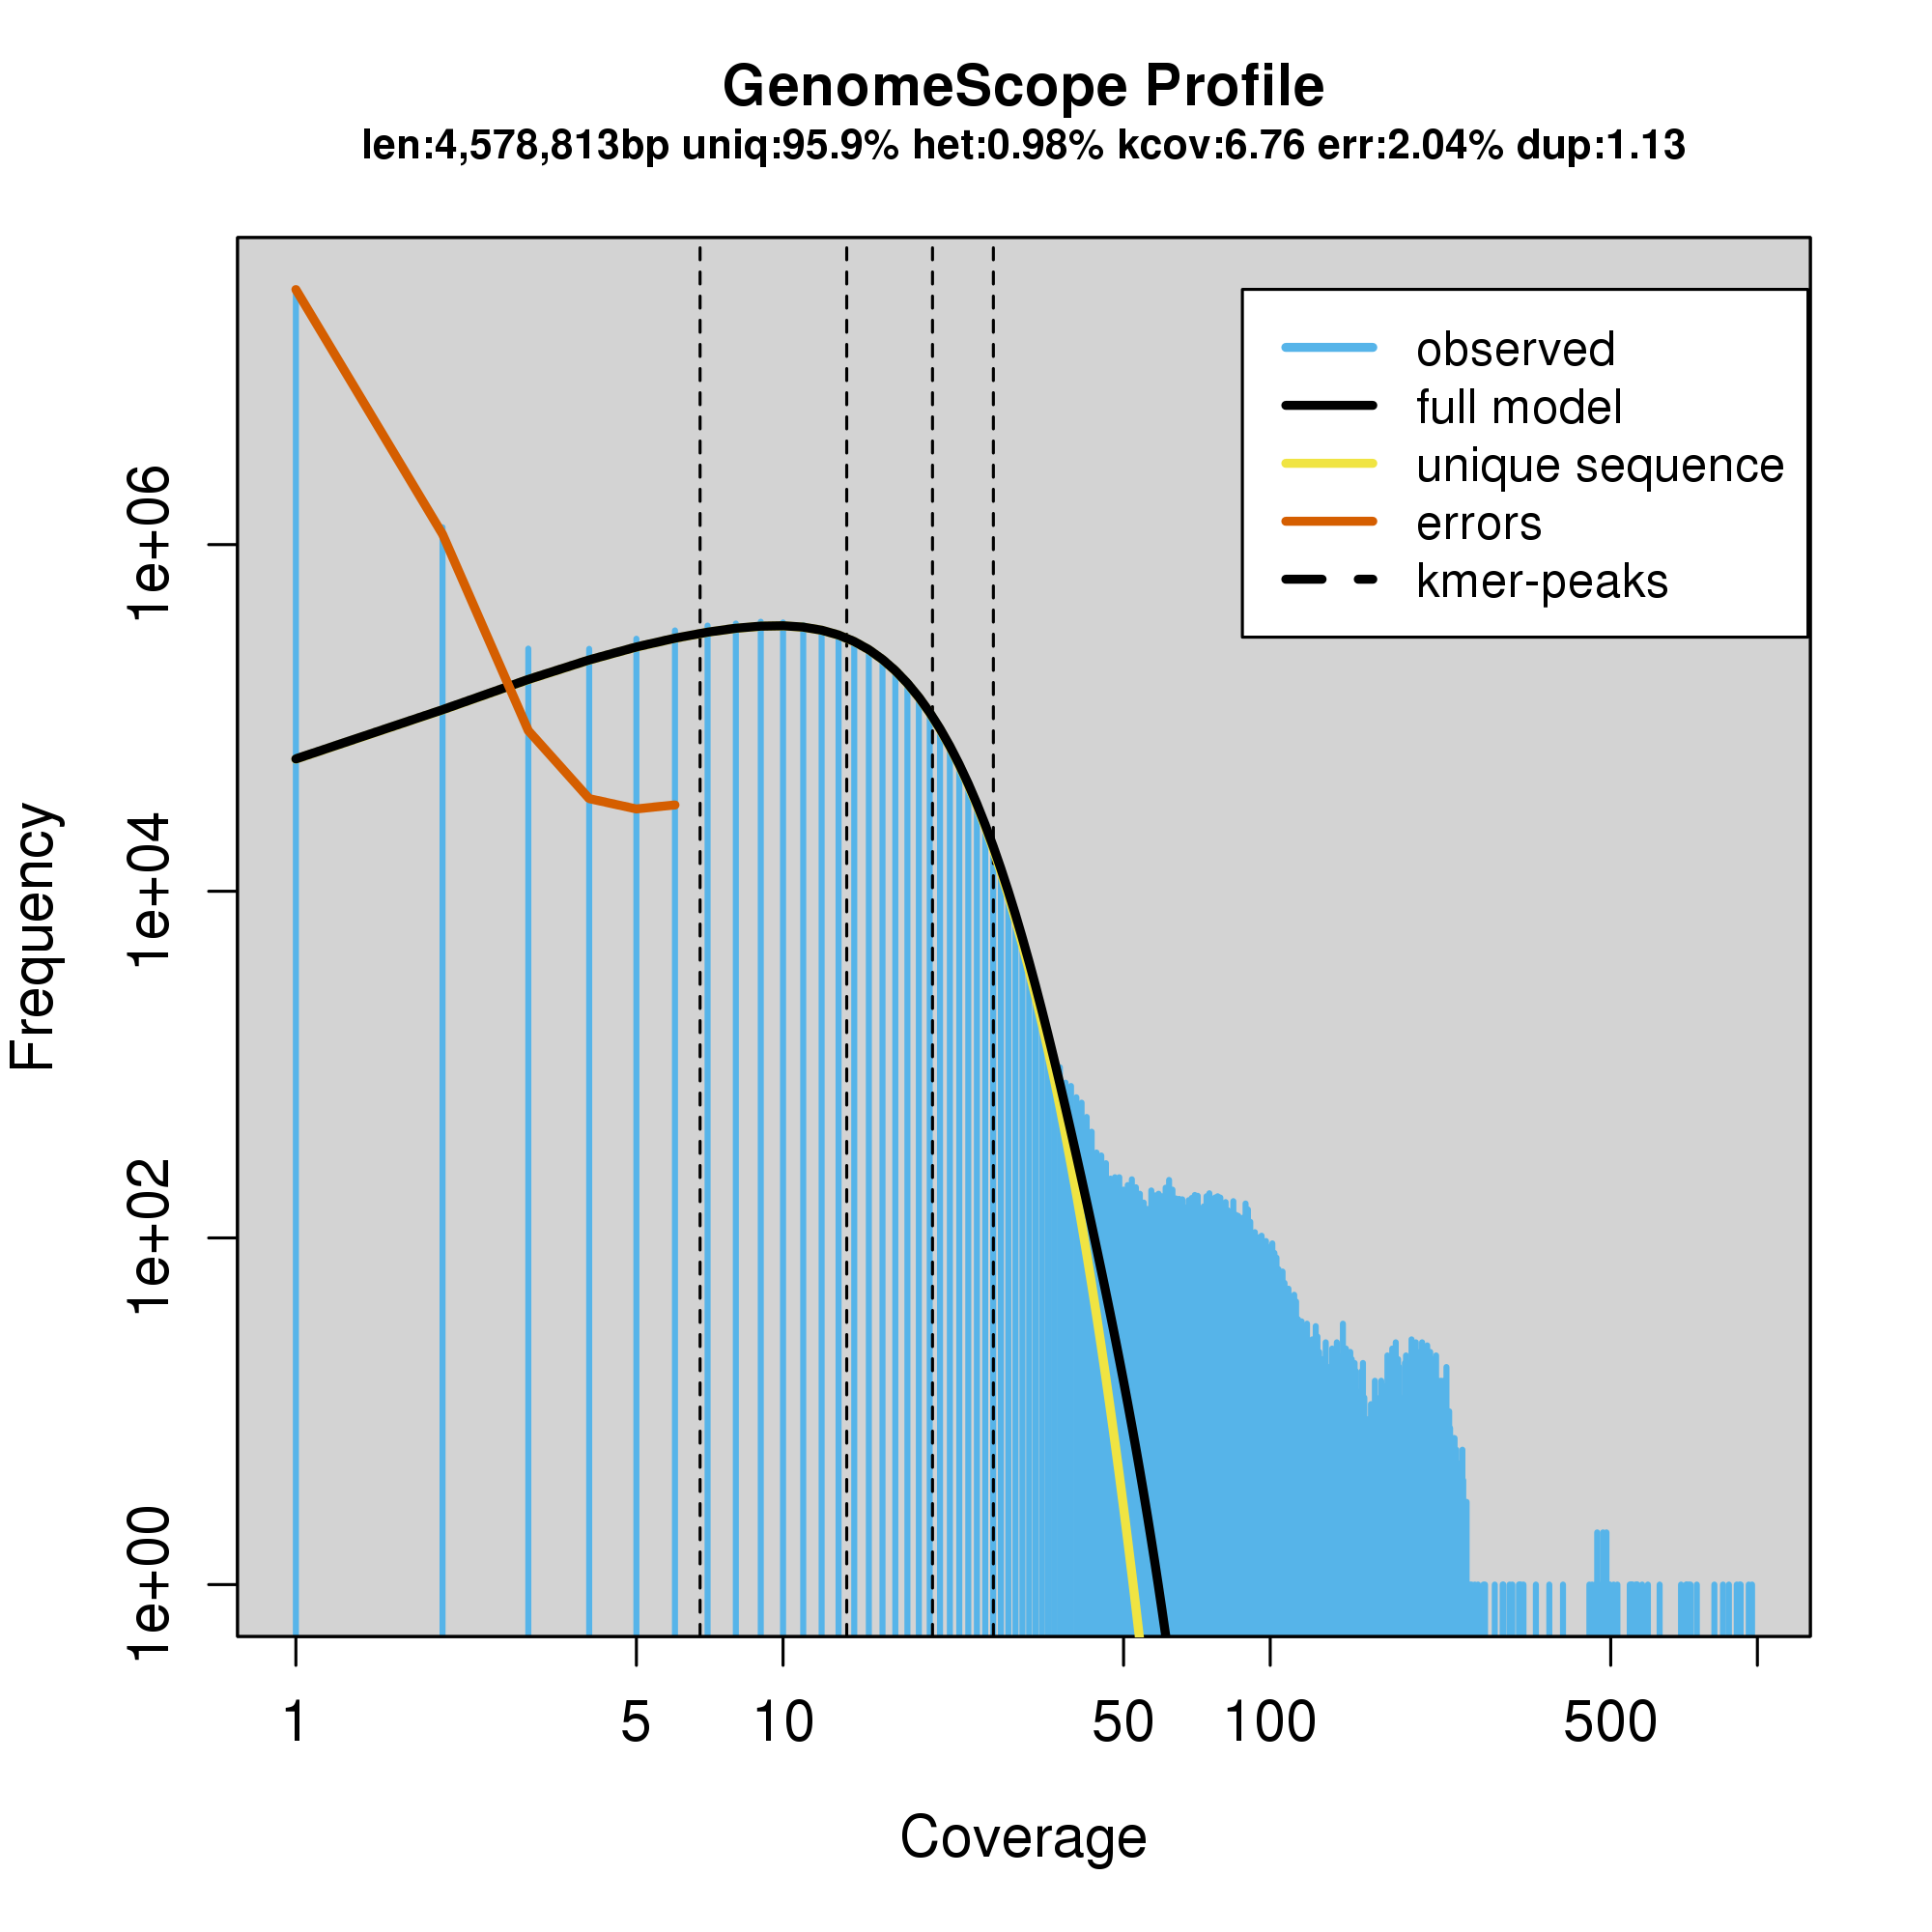 GenomeScope Profile
len:4,578,813bp uniq:95.9% het:0.98% kcov:6.76 err:2.04% dup:1.13
observed
full model
unique sequence
errors
kmer-peaks
Frequency
1e+06
1e+04
1e+02
1e+00
1 5 10 50 100 500
Coverage